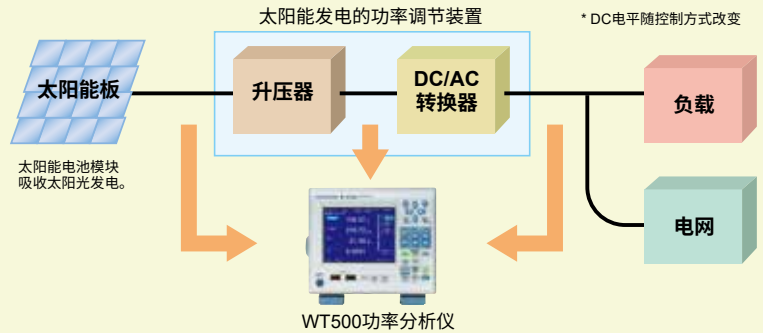 太阳能发电的功率调节装置
* DC电平随控制方式改变
太阳能板
升压器
DC/AC
转换器
负载
太阳能电池模块
吸收太阳光发电。
电网
WT500功率分析仪